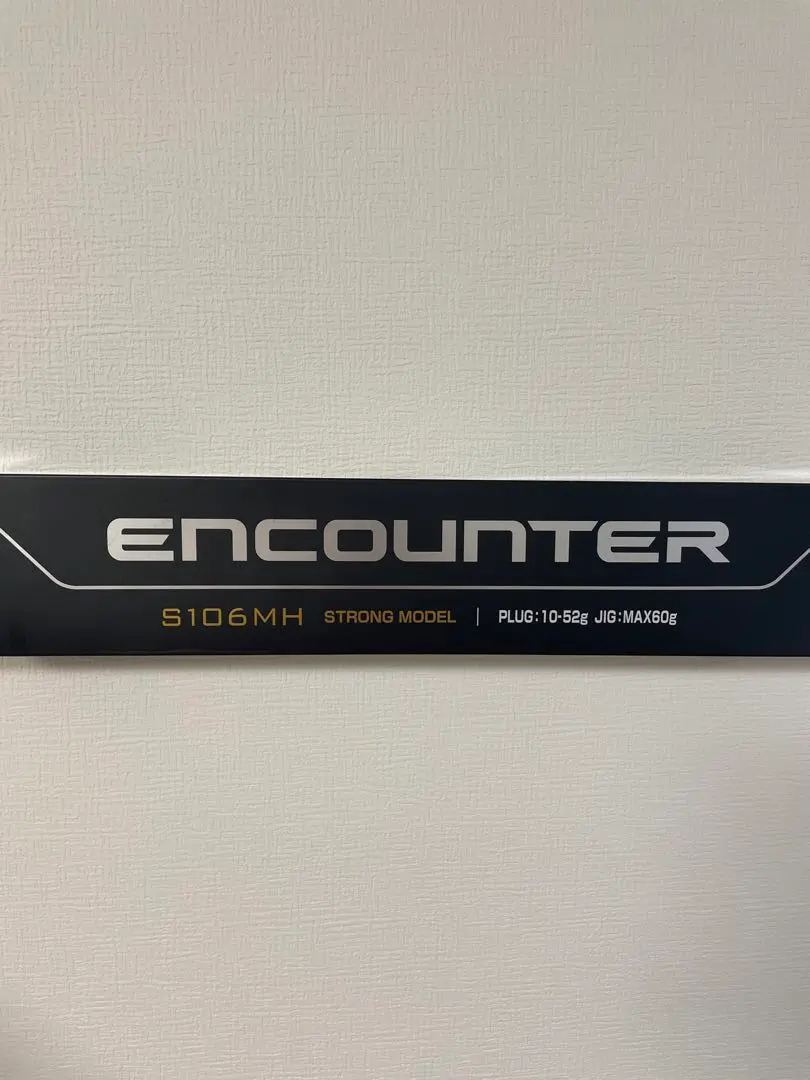 ENCOUNTER
S106MH STRONG MODEL | PLUG:10-52g JIG:MAX60g